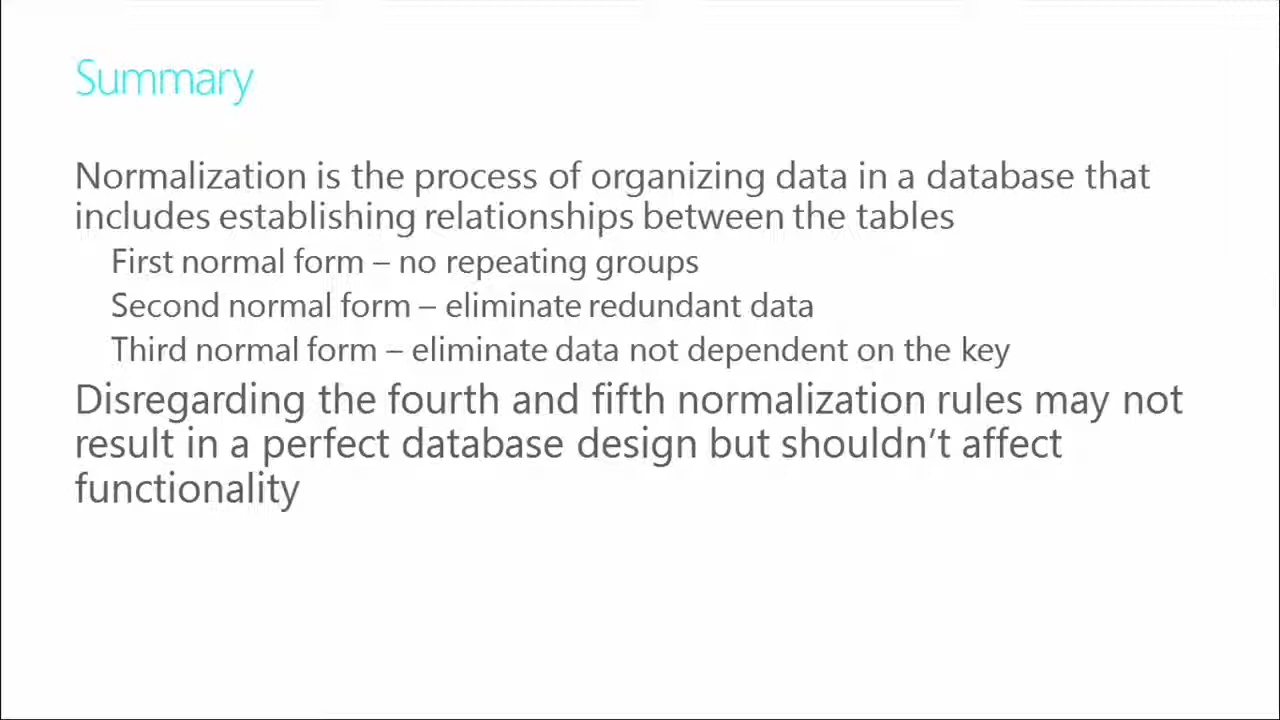 Summary
Normalization is the process of organizing data in a database that
includes establishing relationships between the tables
First normal form – no repeating groups
Second normal form – eliminate redundant data
Third normal form – eliminate data not dependent on the key
Disregarding the fourth and fifth normalization rules may not
result in a perfect database design but shouldn’t affect
functionality